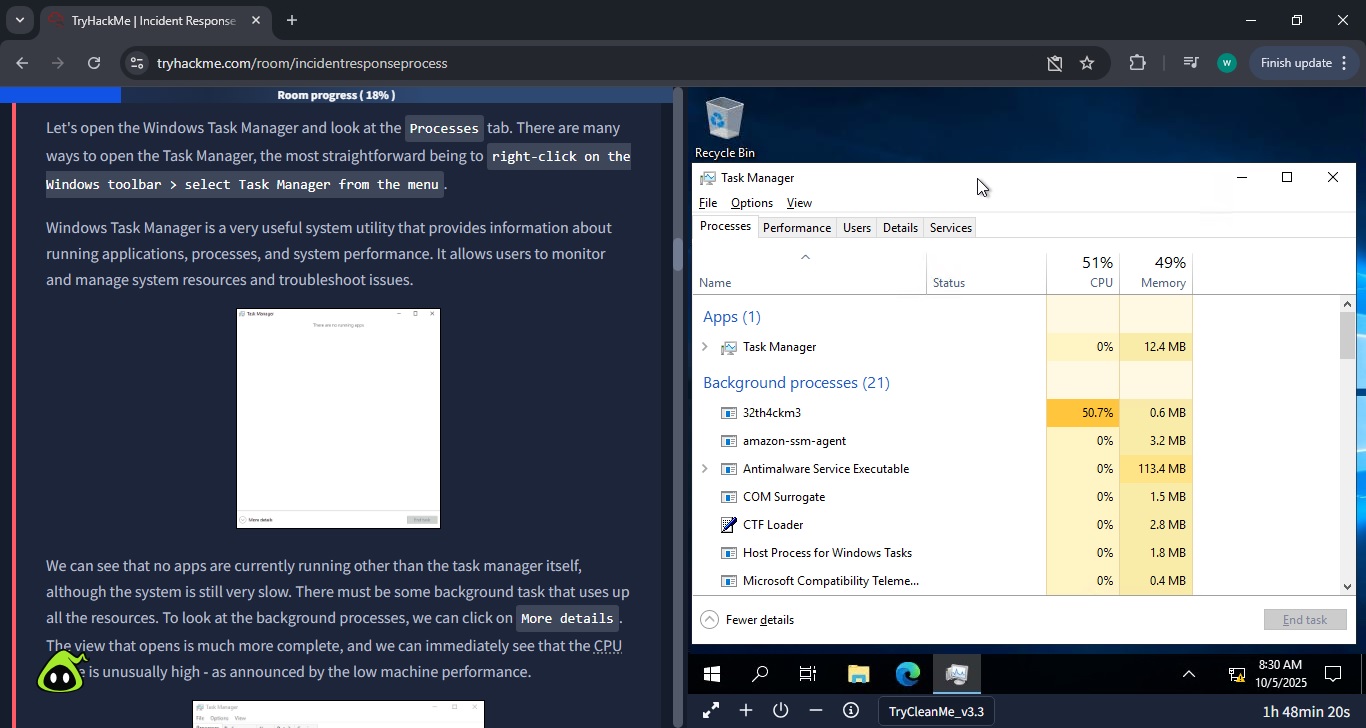 TryHackMe | Incident Response
tryhackme.com/room/incidentresponseprocess
W
Finish update
Room progress ( 18% )
Let's open the Windows Task Manager and look at the Processes tab. There are many
ways to open the Task Manager, the most straightforward being to right-click on the
Windows toolbar > select Task Manager from the menu.
Windows Task Manager is a very useful system utility that provides information about
running applications, processes, and system performance. It allows users to monitor
and manage system resources and troubleshoot issues.
Task Manager
There are no running apps
More details
End task
We can see that no apps are currently running other than the task manager itself,
although the system is still very slow. There must be some background task that uses up
all the resources. To look at the background processes, we can click on More details.
The view that opens is much more complete, and we can immediately see that the CPU
is unusually high - as announced by the low machine performance.
Task Manager
File Options View
Recycle Bin
Task Manager
File Options View
Processes Performance Users Details Services
51% 49%
Name Status CPU Memory
Apps (1)
Task Manager 0% 12.4 MB
Background processes (21)
32th4ckm3 50.7% 0.6 MB
amazon-ssm-agent 0% 3.2 MB
Antimalware Service Executable 0% 113.4 MB
COM Surrogate 0% 1.5 MB
CTF Loader 0% 2.8 MB
Host Process for Windows Tasks 0% 1.8 MB
Microsoft Compatibility Teleme... 0% 0.4 MB
Fewer details
End task
8:30 AM
10/5/2025
TryCleanMe_v3.3
1h 48min 20s